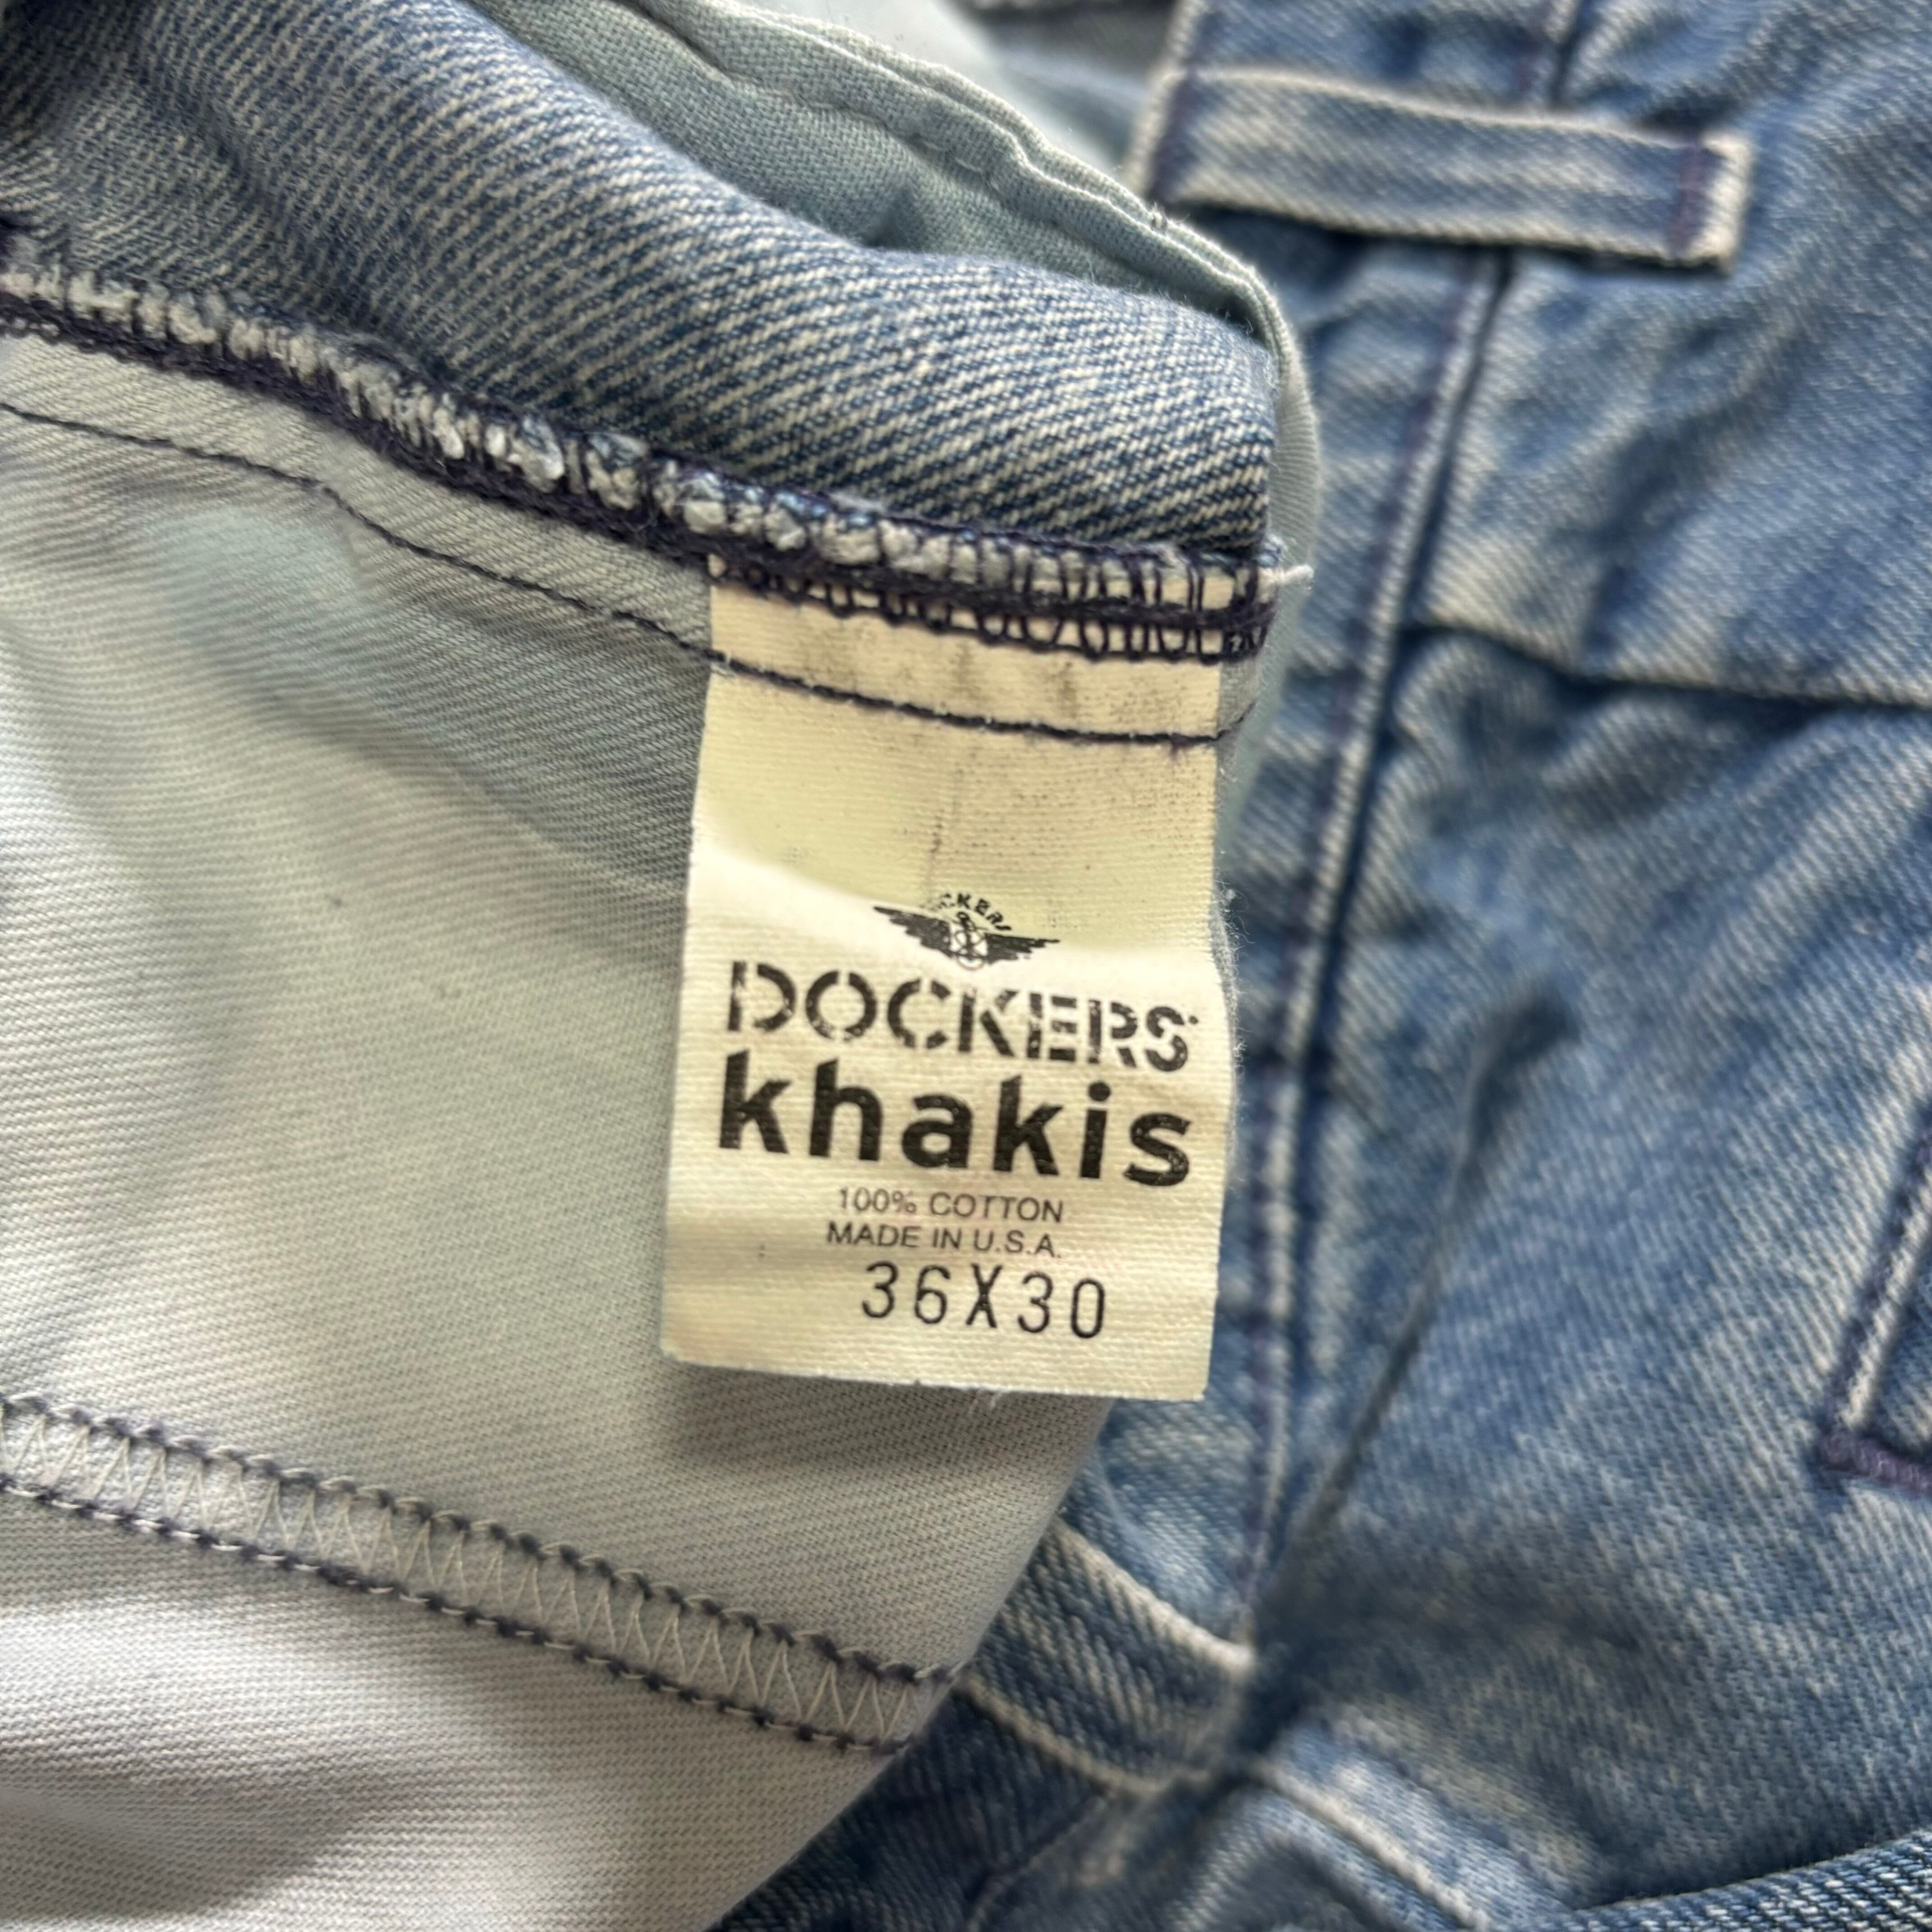 DOCKERS
khakis
100% COTTON
MADE IN U.S.A.
36X30